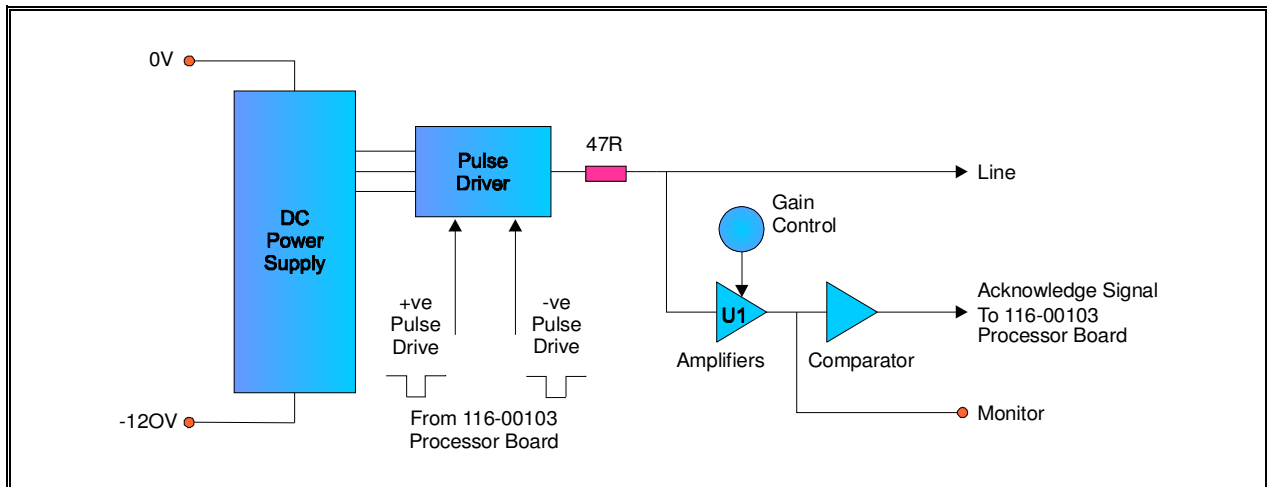 0V
47R
Pulse
Driver
Line
Gain
Control
DC
Power
Supply
+ve
Pulse
Drive
-ve
Pulse
Drive
U1
Acknowledge Signal
To 116-00103
Processor Board
Amplifiers
Comparator
-12OV
From 116-00103
Processor Board
Monitor